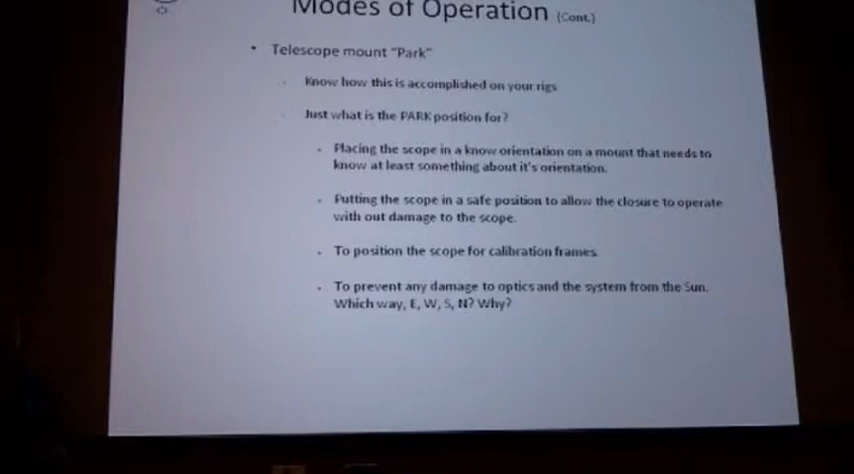 Modes of Operation (Cont.)
• Telescope mount "Park"
Know how this is accomplished on your rigs
Just what is the PARK position for?
Placing the scope in a know orientation on a mount that needs to
know at least something about it's orientation.
Putting the scope in a safe position to allow the closure to operate
with out damage to the scope.
To position the scope for calibration frames.
To prevent any damage to optics and the system from the Sun.
Which way, E, W, S, N? Why?